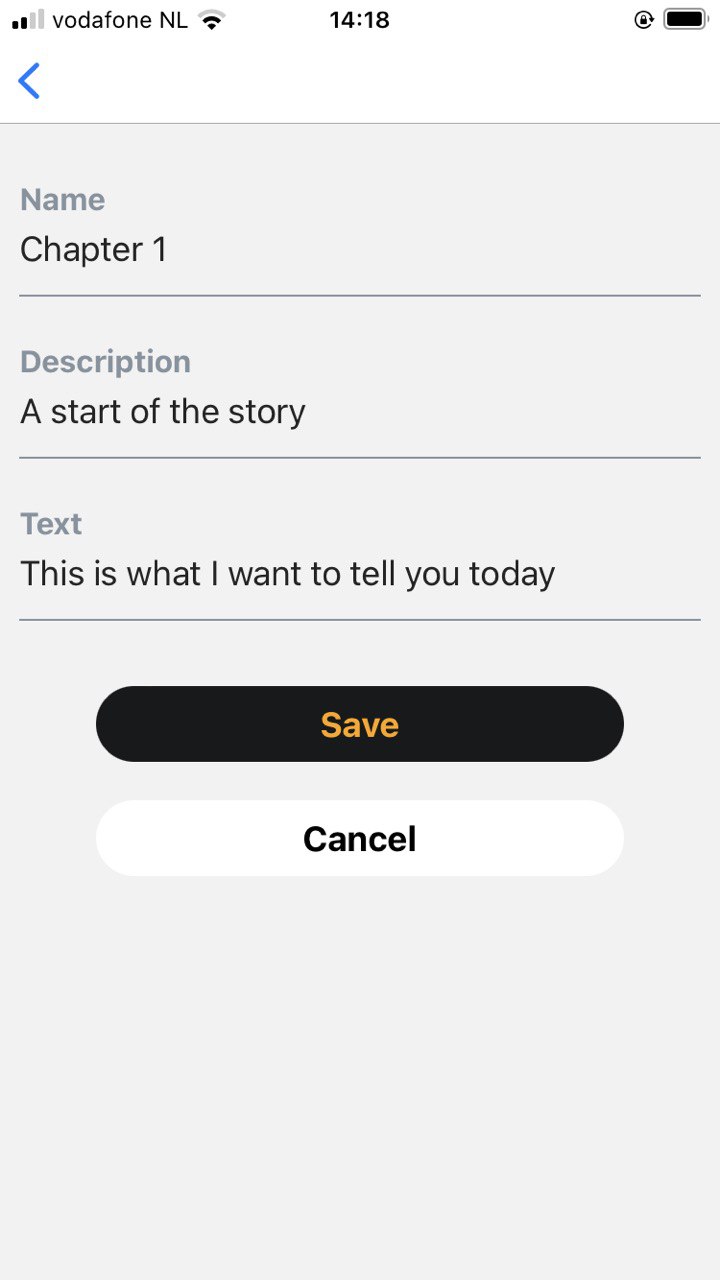 vodafone NL 14:18
Name
Chapter 1
Description
A start of the story
Text
This is what I want to tell you today
Save
Cancel